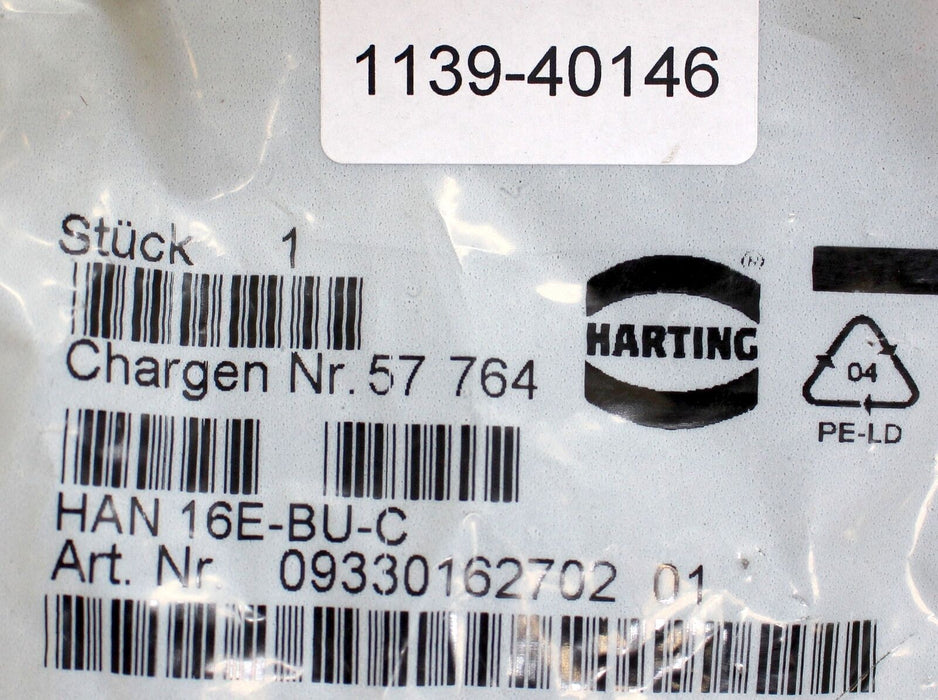 1139-40146
Stück 1
Chargen Nr. 57 764
HAN 16E-BU-C
Art. Nr. 09330162702 01
(R)
HARTING
04
PE-LD